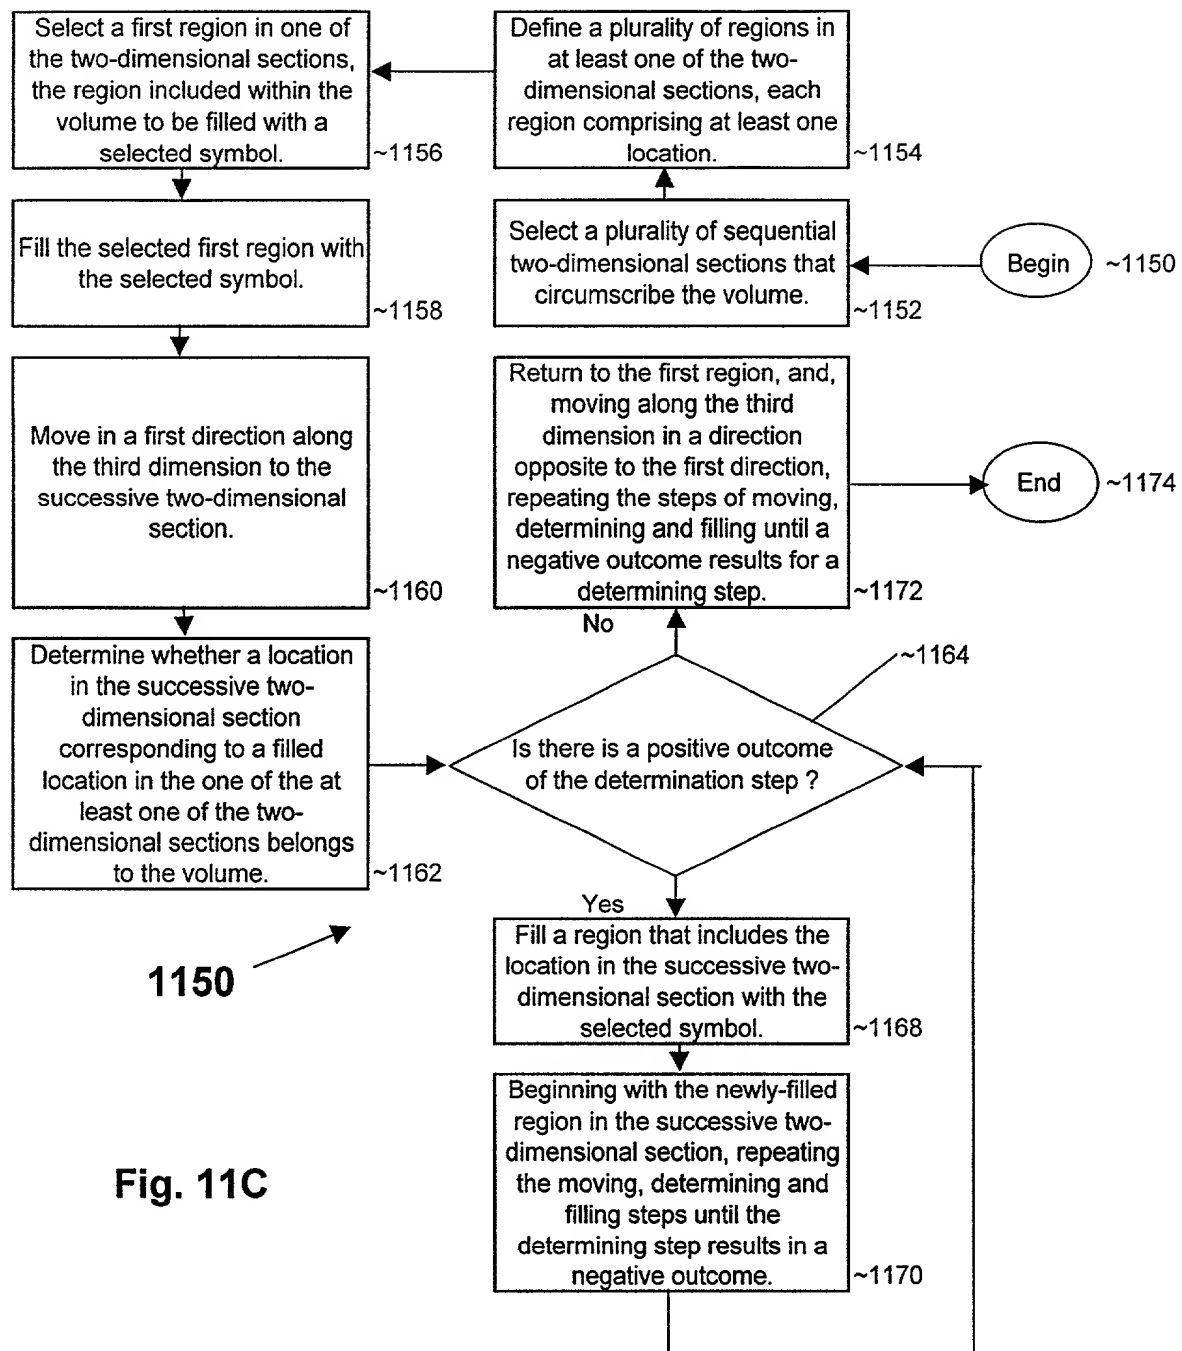 Select a first region in one of
the two-dimensional sections,
the region included within the
volume to be filled with a
selected symbol.
~1156
Define a plurality of regions in
at least one of the two-
dimensional sections, each
region comprising at least one
location.
~1154
Fill the selected first region with
the selected symbol.
~1158
Select a plurality of sequential
two-dimensional sections that
circumscribe the volume.
~1152
Begin
~1150
Move in a first direction along
the third dimension to the
successive two-dimensional
section.
~1160
Return to the first region, and,
moving along the third
dimension in a direction
opposite to the first direction,
repeating the steps of moving,
determining and filling until a
negative outcome results for a
determining step.
~1172
End
~1174
No
Determine whether a location
in the successive two-
dimensional section
corresponding to a filled
location in the one of the at
least one of the two-
dimensional sections belongs
to the volume.
~1162
~1164
Is there is a positive outcome
of the determination step ?
Yes
Fill a region that includes the
location in the successive two-
dimensional section with the
selected symbol.
~1168
1150
Beginning with the newly-filled
region in the successive two-
dimensional section, repeating
the moving, determining and
filling steps until the
determining step results in a
negative outcome.
~1170
Fig. 11C